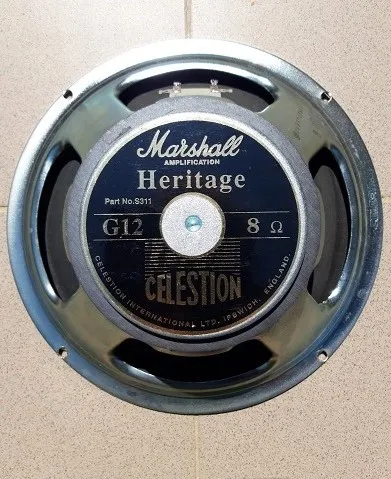 Marshall
AMPLIFICATION
Heritage
Part No.S311
G12 8 Ω
CELESTION
CELESTION INTERNATIONAL LTD, IPSWICH, ENGLAND